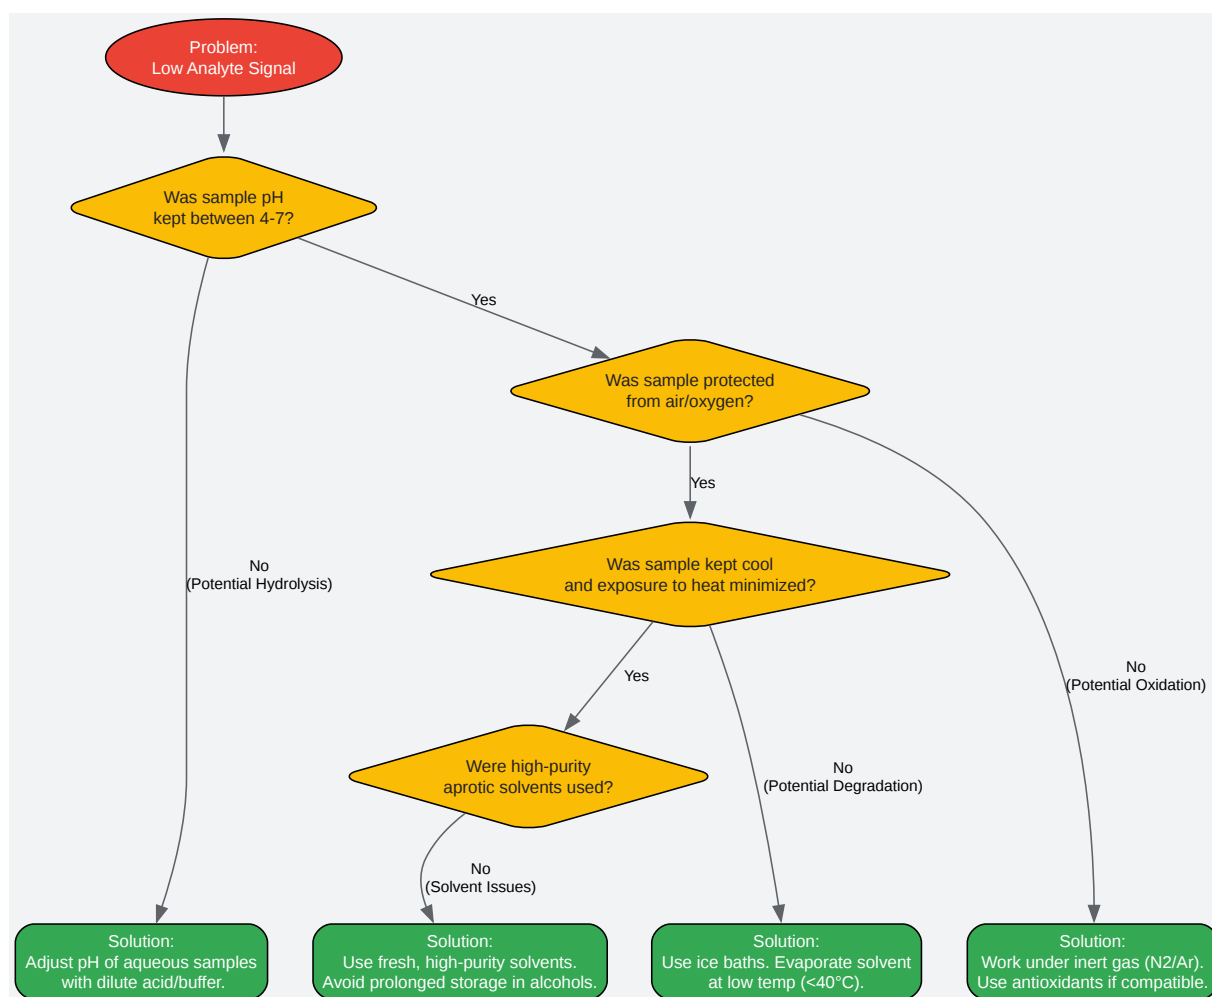 Problem:
Low Analyte Signal
Was sample pH
kept between 4-7?
Yes
Was sample protected
from air/oxygen?
Yes
Was sample kept cool
and exposure to heat minimized?
No
(Potential Hydrolysis)
Yes
No
(Potential Oxidation)
Were high-purity
aprotic solvents used?
No
(Potential Degradation)
No
(Solvent Issues)
Solution:
Adjust pH of aqueous samples
with dilute acid/buffer.
Solution:
Use fresh, high-purity solvents.
Avoid prolonged storage in alcohols.
Solution:
Use ice baths. Evaporate solvent
at low temp (<40°C).
Solution:
Work under inert gas (N2/Ar).
Use antioxidants if compatible.